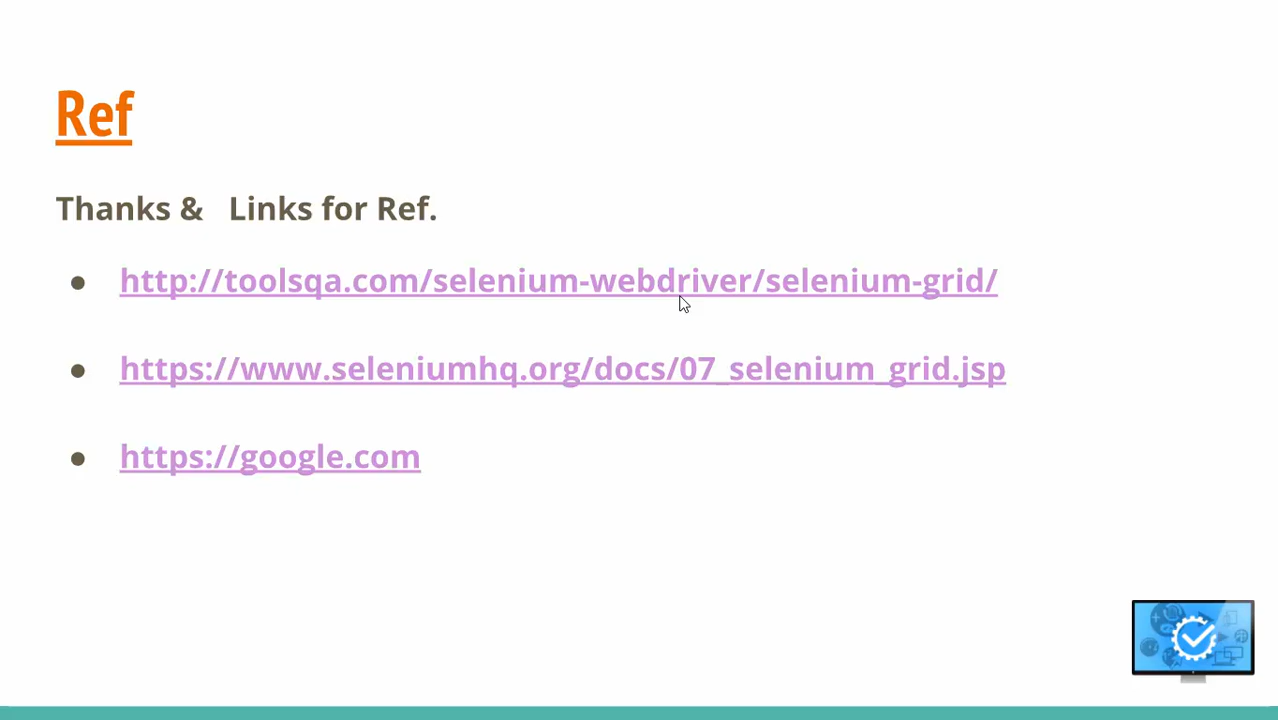 Ref
Thanks & Links for Ref.
http://toolsqa.com/selenium-webdriver/selenium-grid/
https://www.seleniumhq.org/docs/07_selenium_grid.jsp
https://google.com